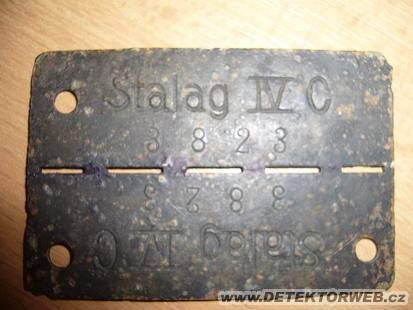 Stalag IV C
3 8 2 3
3 8 2 3
Stalag IV C
www.DETEKTORWEB.cz